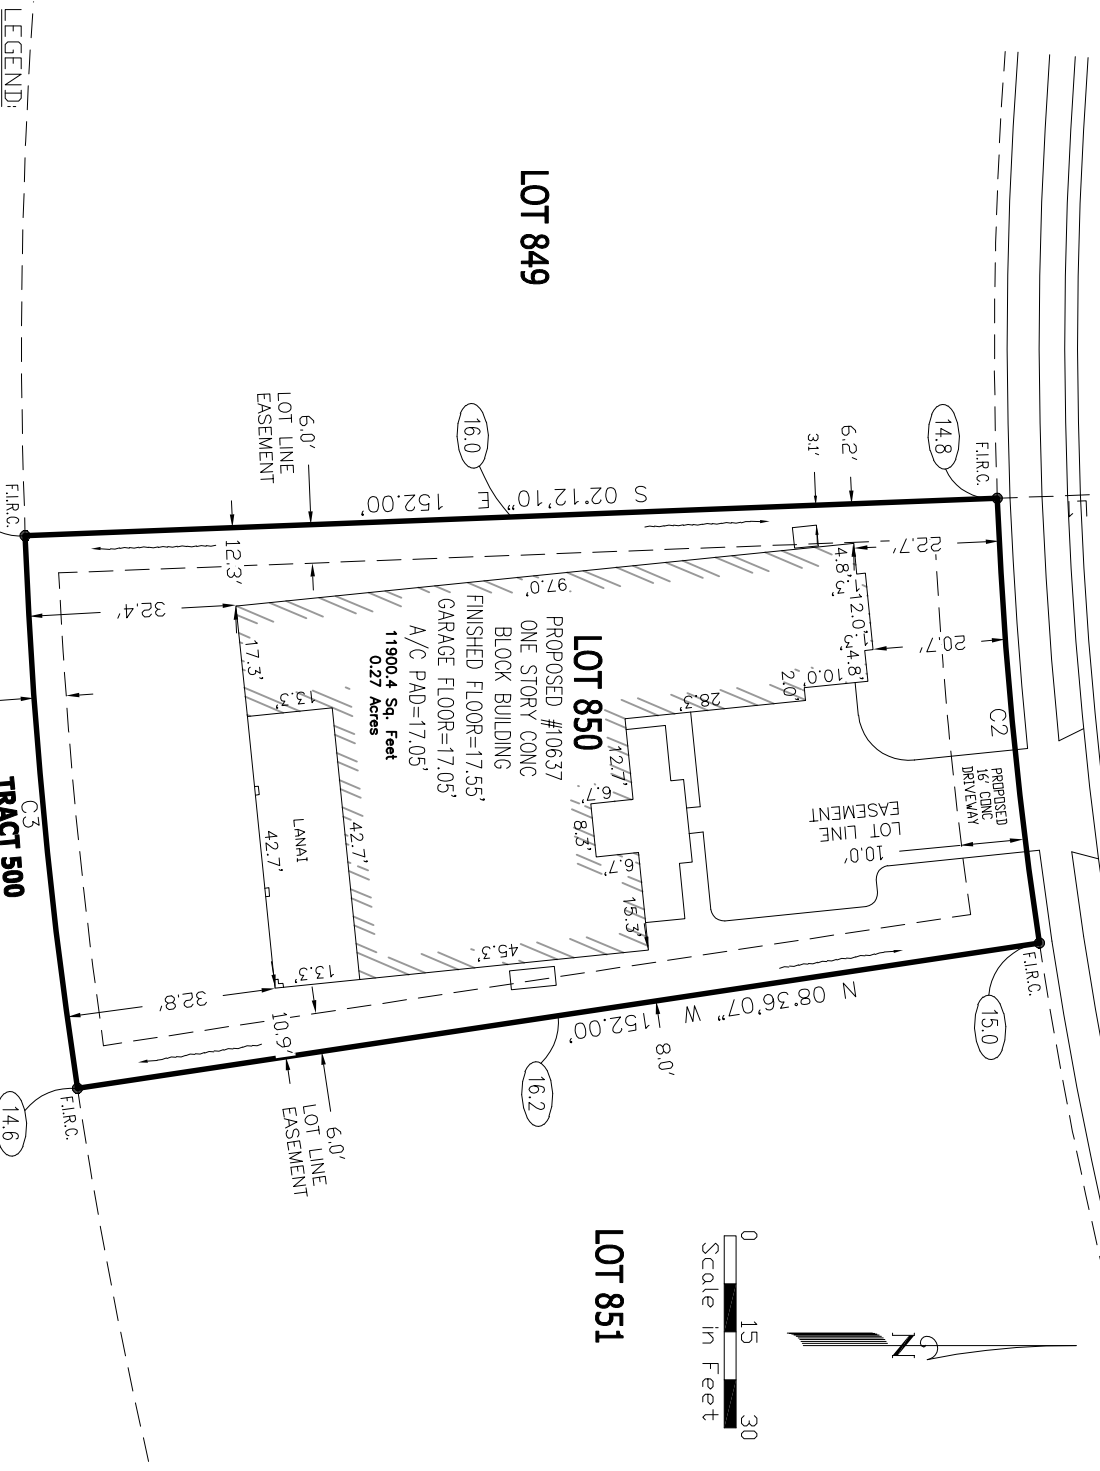 LEGEND:
LOT 849
F.I.R.C.
14.8
6.2'
3.1'
16.0
6.0'
LOT LINE
EASEMENT
F.I.R.C.
S 02°12'10" E 152.00'
L1
22.7'
20.7'
C2
4.8'
.3'
12.0'
1.3'
4.8'
10.0'
2.0'
28.3'
97.0'
12.3'
32.4'
17.3'
13.3'
LOT 850
PROPOSED #10637
ONE STORY CONC
BLOCK BUILDING
FINISHED FLOOR=17.55'
GARAGE FLOOR=17.05'
A/C PAD=17.05'
11900.4 Sq. Feet
0.27 Acres
12.7'
6.7'
8.3'
6.7'
15.3'
45.3'
42.7'
LANAI
42.7'
13.3'
PROPOSED
16' CONC
DRIVEWAY
10.0'
LOT LINE
EASEMENT
C3
TRACT 500
32.8'
10.9'
N 08°36'07" W 152.00'
8.0'
F.I.R.C.
15.0
16.2
6.0'
LOT LINE
EASEMENT
F.I.R.C.
14.6
LOT 851
0 15 30
Scale in Feet
N